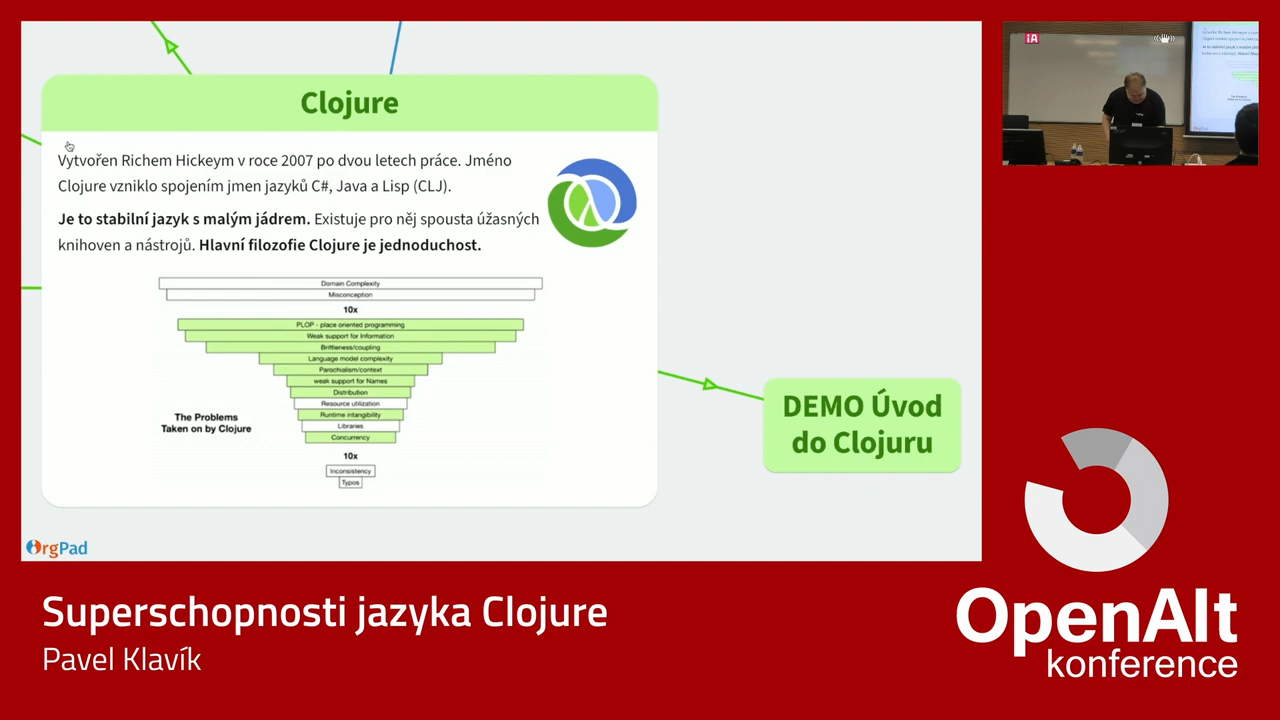 Clojure
Vytvořen Richem Hickeym v roce 2007 po dvou letech práce. Jméno
Clojure vzniklo spojením jmen jazyků C#, Java a Lisp (CLJ).
Je to stabilní jazyk s malým jádrem. Existuje pro něj spousta úžasných
knihoven a nástrojů. Hlavní filozofie Clojure je jednoduchost.
Domain Complexity
Misconception
10x
PLOP - place oriented programming
Weak support for Information
Brittleness/coupling
Language model complexity
Parochialism/context
weak support for Names
Distribution
Resource utilization
Runtime intangibility
Libraries
Concurrency
10x
Inconsistency
Typos
The Problems
Taken on by Clojure
DEMO Úvod
do Clojuru
OrgPad
Superschopnosti jazyka Clojure
Pavel Klavík
OpenAlt
konference